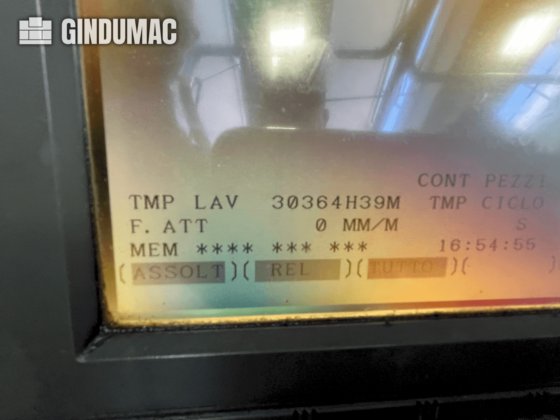 GINDUMAC
CONT PEZZI
TMP LAV 30364H39M TMP CICLO
F. ATT 0 MM/M S
MEM **** *** *** 16:54:55
(ASSOLT)( REL )( TUTTO )( )